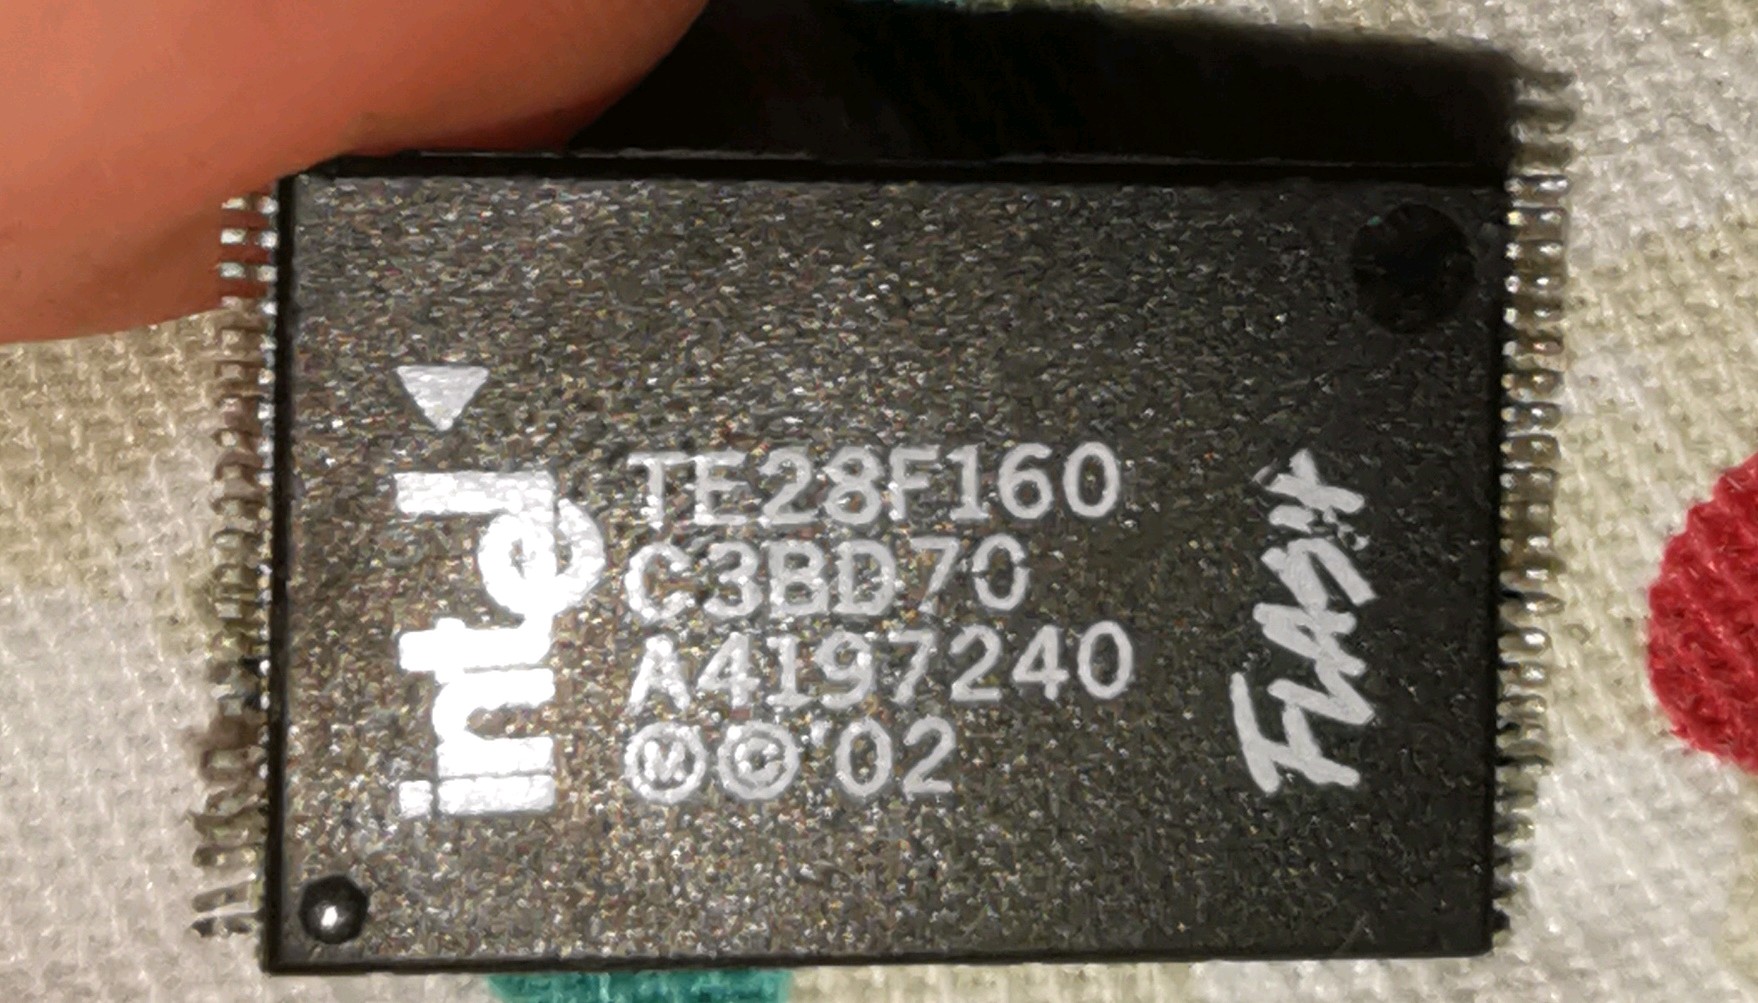 intel
TE28F160
C3BD70
A4197240
ⓂⒸ'02
FLASH